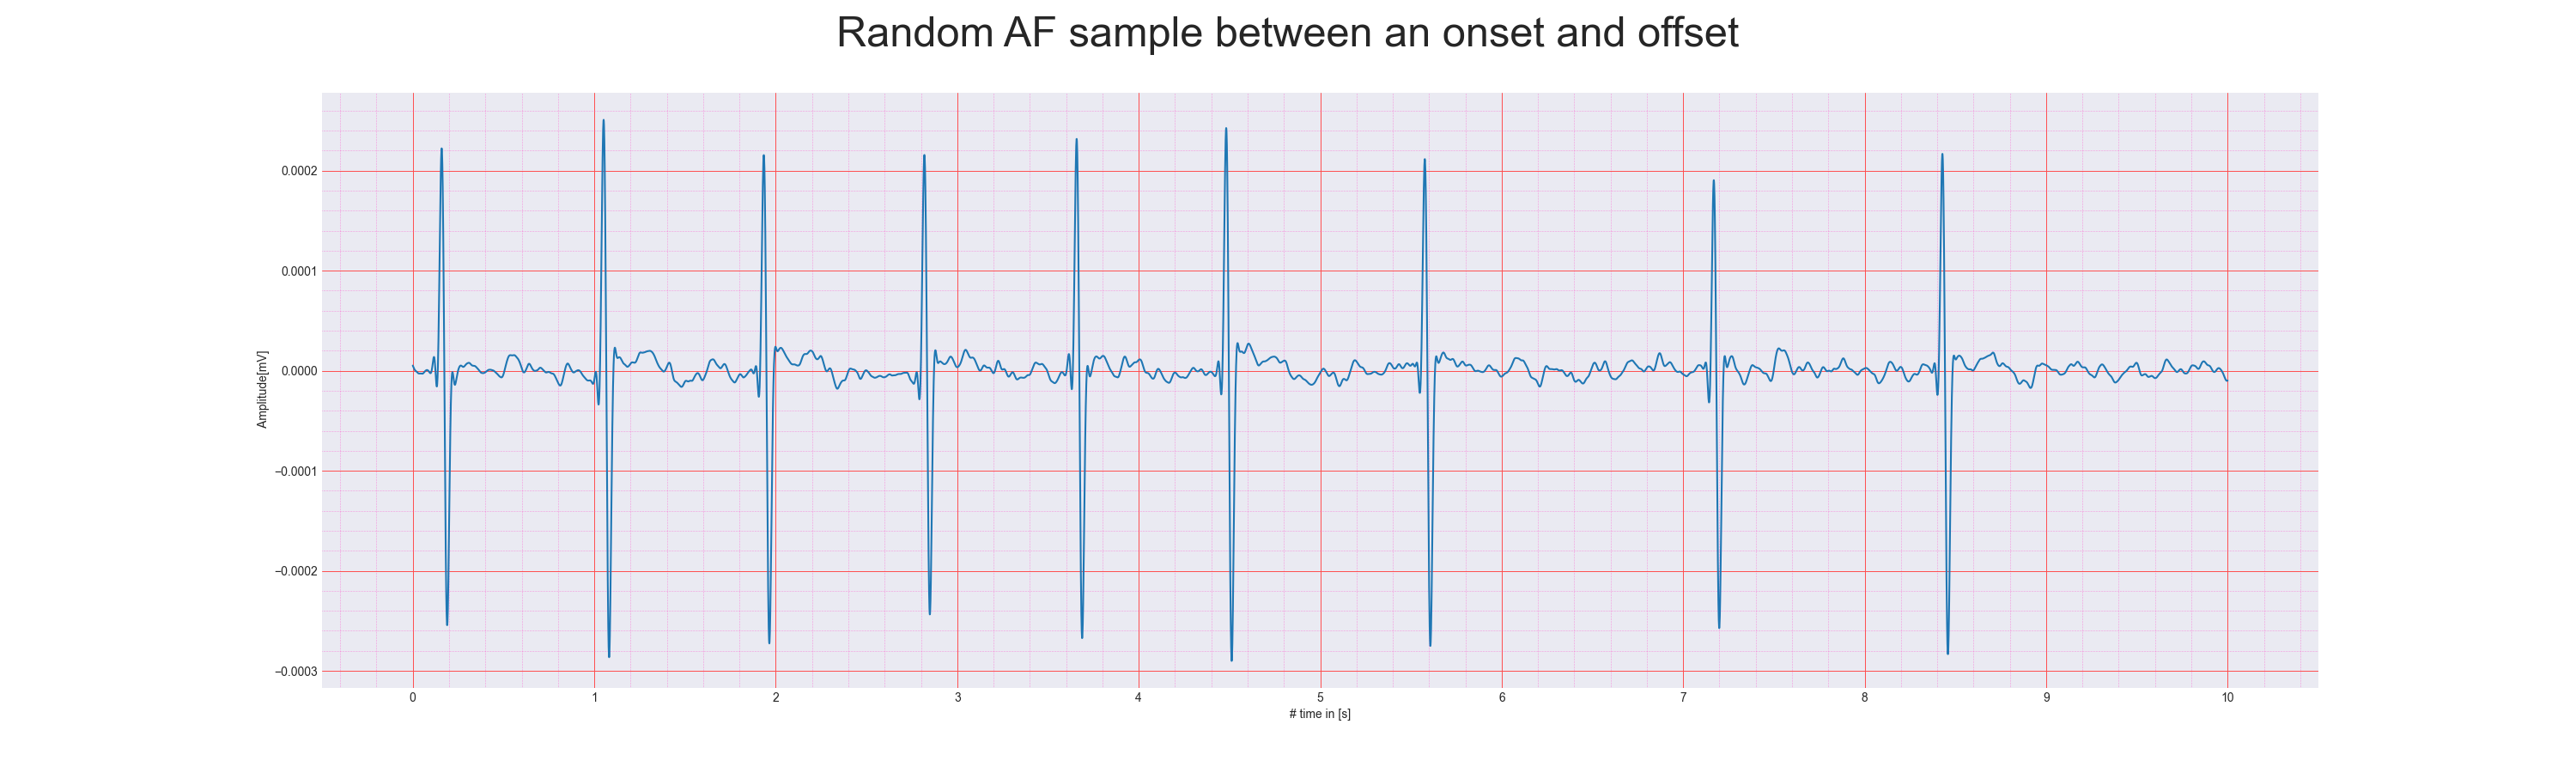 Random AF sample between an onset and offset
0.0002
0.0001
0.0000
−0.0001
−0.0002
−0.0003
Amplitude[mV]
0 1 2 3 4 5 6 7 8 9 10
# time in [s]